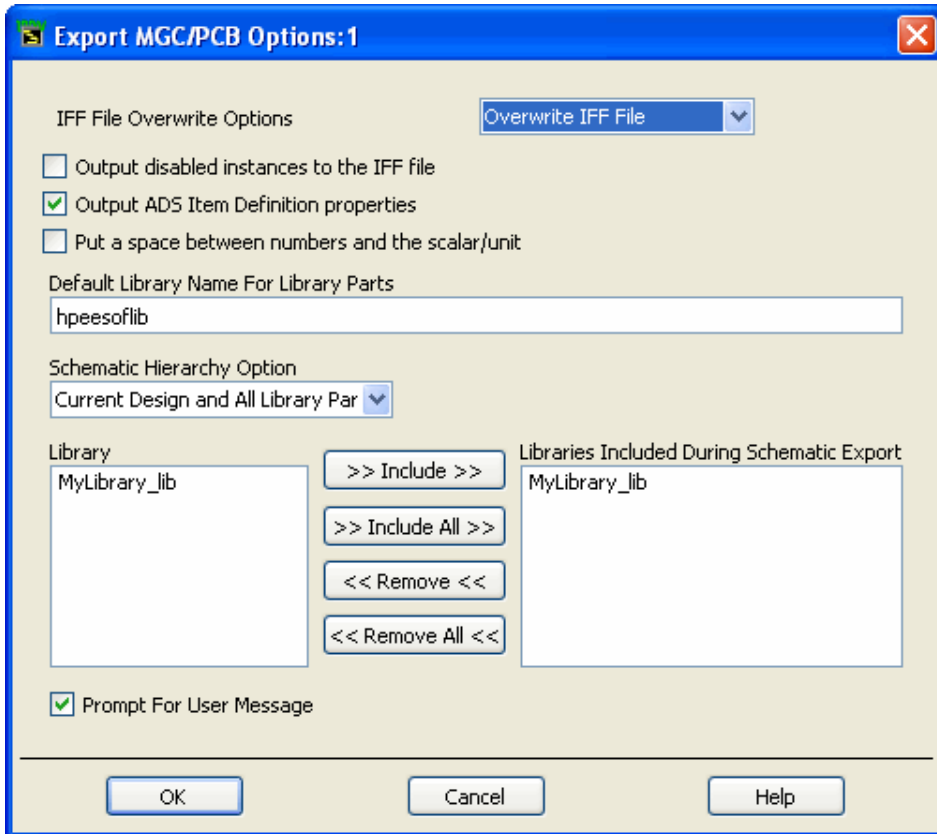 Export MGC/PCB Options:1
IFF File Overwrite Options
Overwrite IFF File
Output disabled instances to the IFF file
Output ADS Item Definition properties
Put a space between numbers and the scalar/unit
Default Library Name For Library Parts
hpeesoflib
Schematic Hierarchy Option
Current Design and All Library Par
Library
Libraries Included During Schematic Export
MyLibrary_lib
>> Include >>
MyLibrary_lib
>> Include All >>
<< Remove <<
<< Remove All <<
Prompt For User Message
OK
Cancel
Help